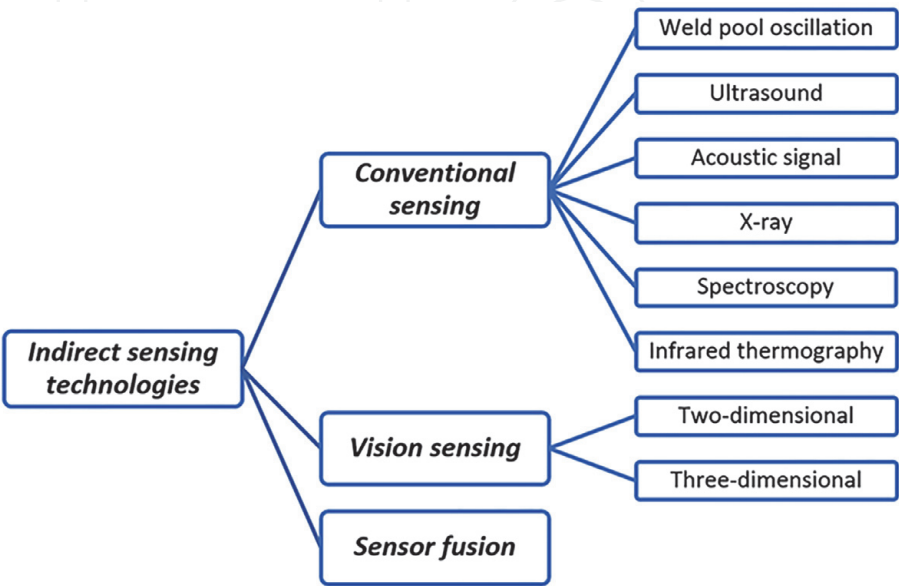 Weld pool oscillation
Ultrasound
Conventional
sensing
Acoustic signal
X-ray
Spectroscopy
Indirect sensing
technologies
Infrared thermography
Vision sensing
Two-dimensional
Three-dimensional
Sensor fusion